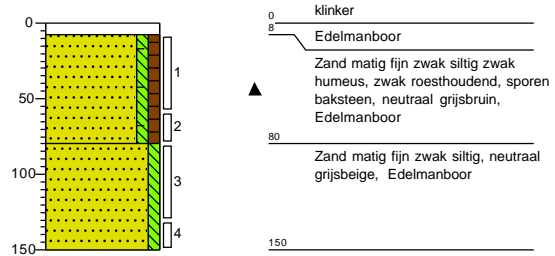 0
50
100
150
1
2
3
4
0
klinker
8
Edelmanboor
Zand matig fijn zwak siltig zwak
humeus, zwak roesthoudend, sporen
baksteen, neutraal grijsbruin,
Edelmanboor
80
Zand matig fijn zwak siltig, neutraal
grijsbeige, Edelmanboor
150